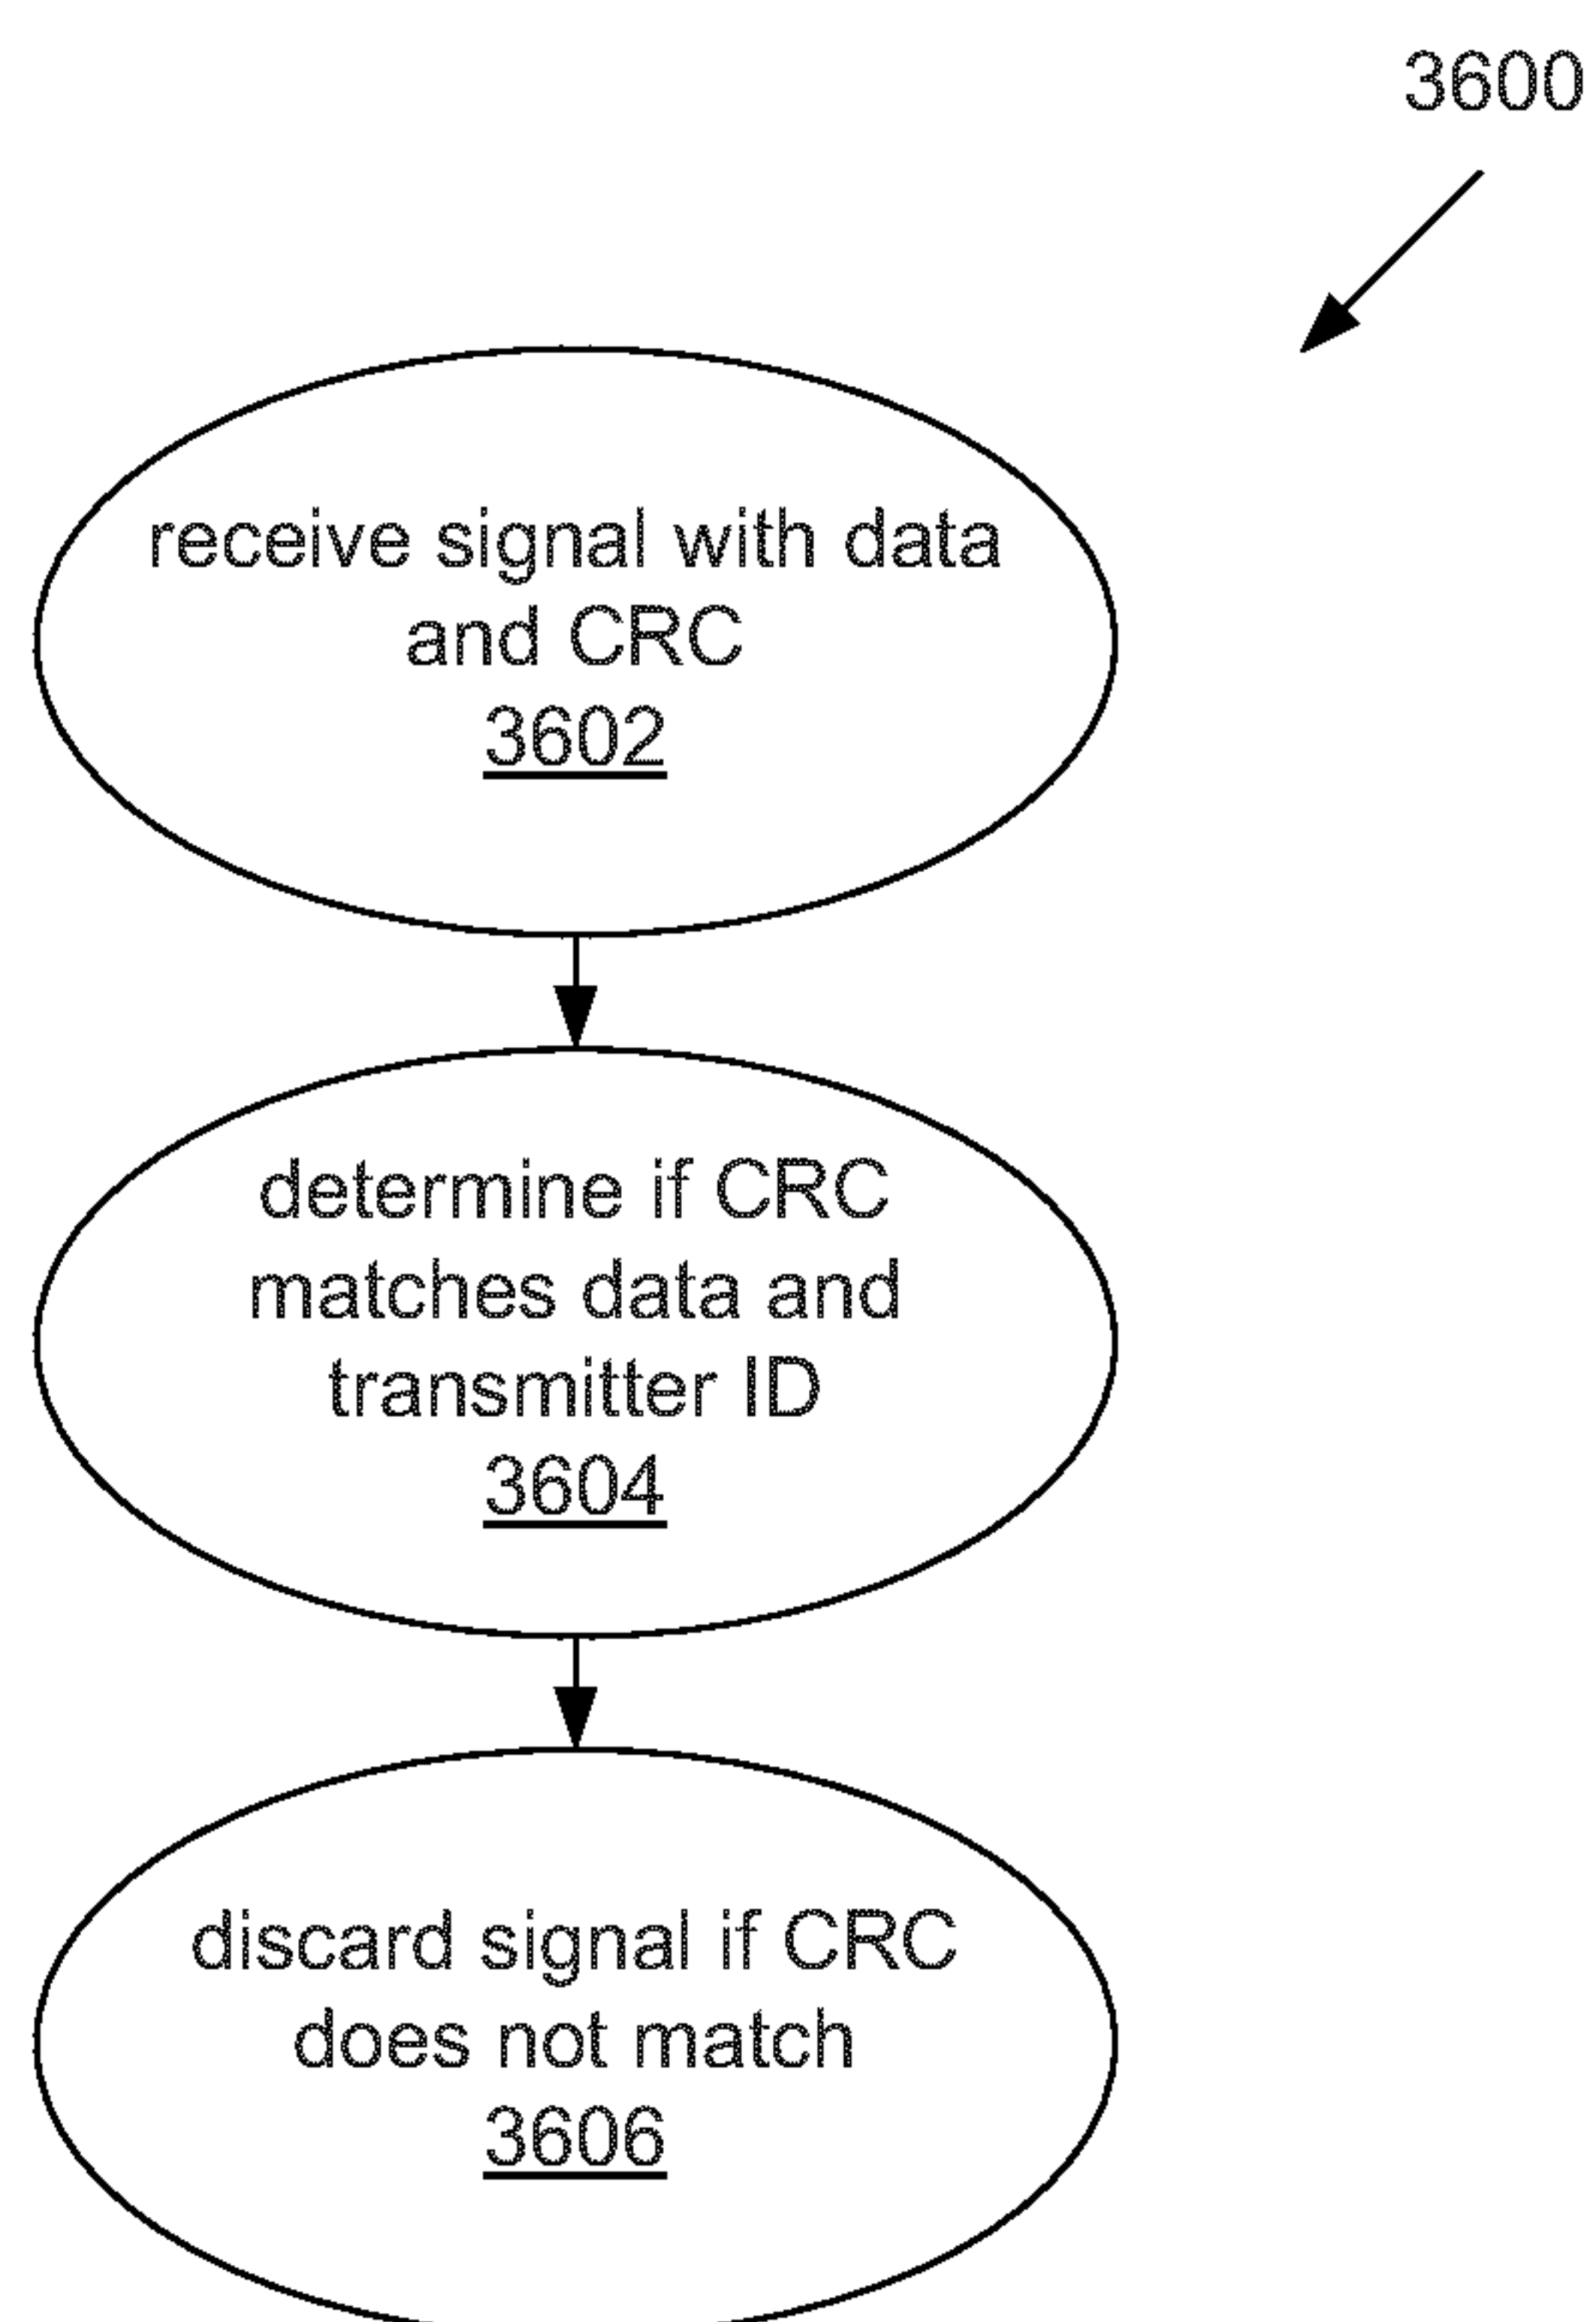 3600
receive signal with data
and CRC
3602
determine if CRC
matches data and
transmitter ID
3604
discard signal if CRC
does not match
3606